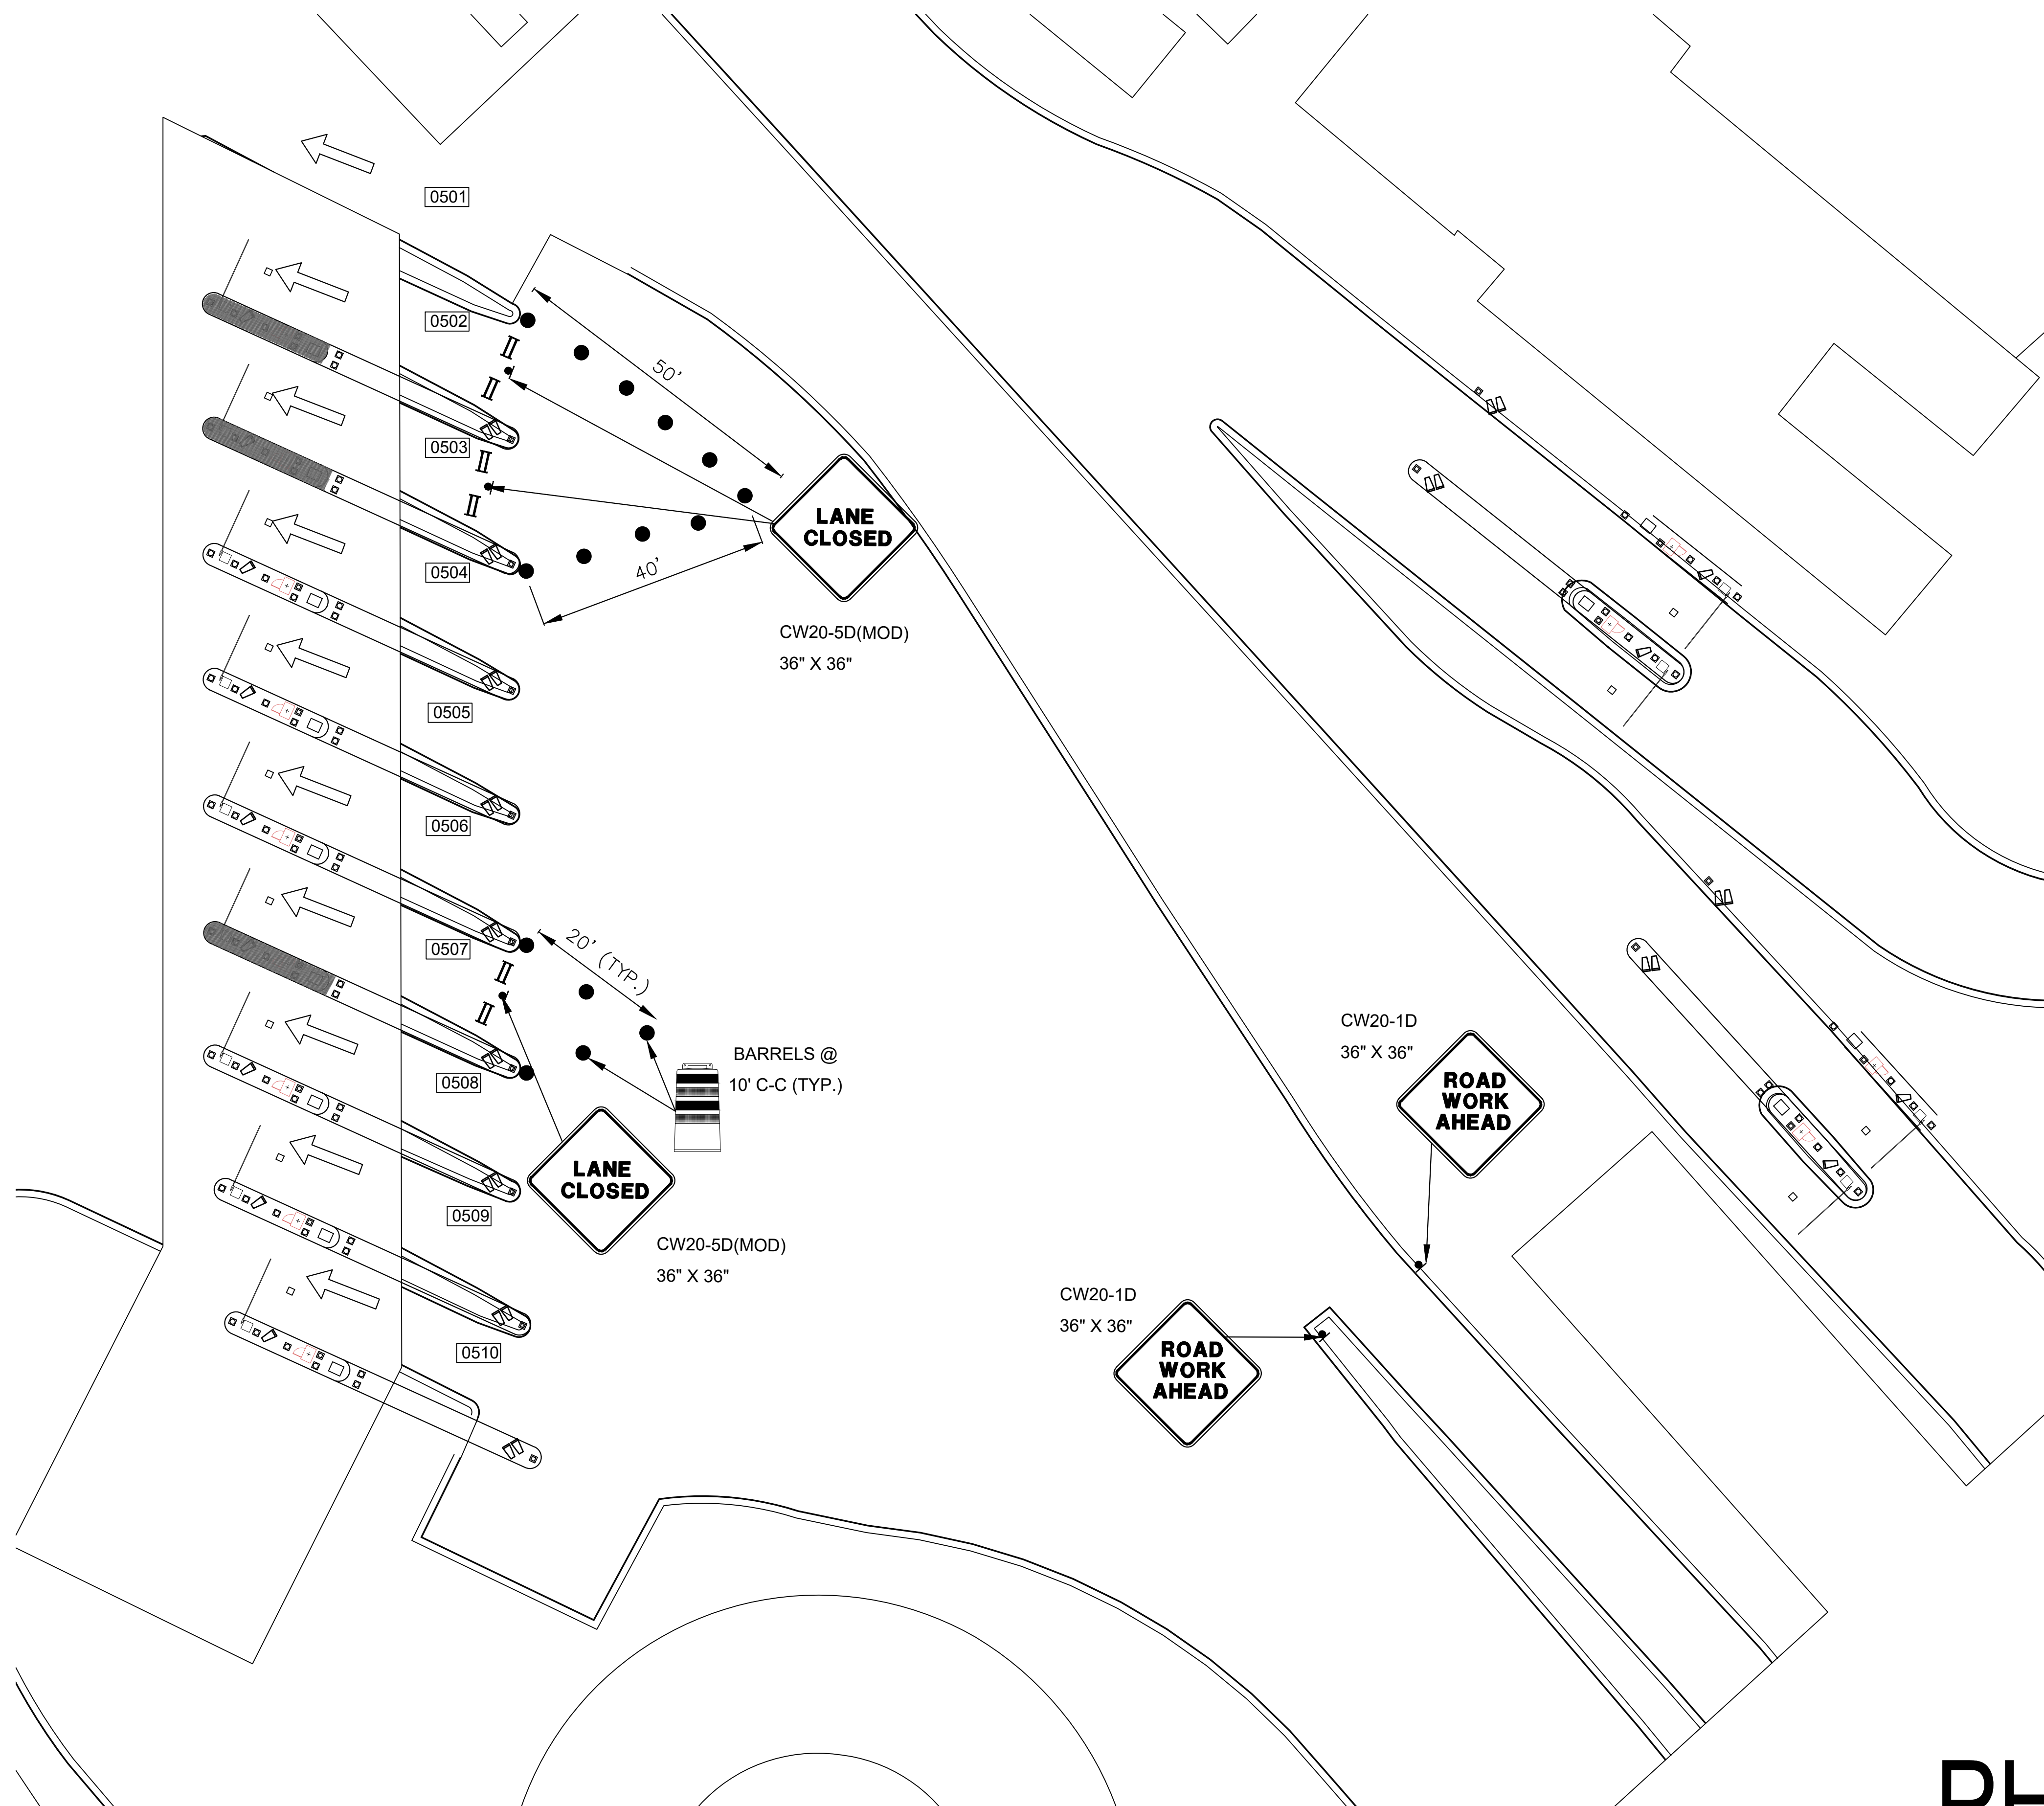 0501
0502
50'
0503
LANE
CLOSED
0504
40'
CW20-5D(MOD)
36" X 36"
0505
0506
0507
20' (TYP.)
BARRELS @
10' C-C (TYP.)
0508
LANE
CLOSED
0509
CW20-5D(MOD)
36" X 36"
0510
CW20-1D
36" X 36"
ROAD
WORK
AHEAD
CW20-1D
36" X 36"
ROAD
WORK
AHEAD